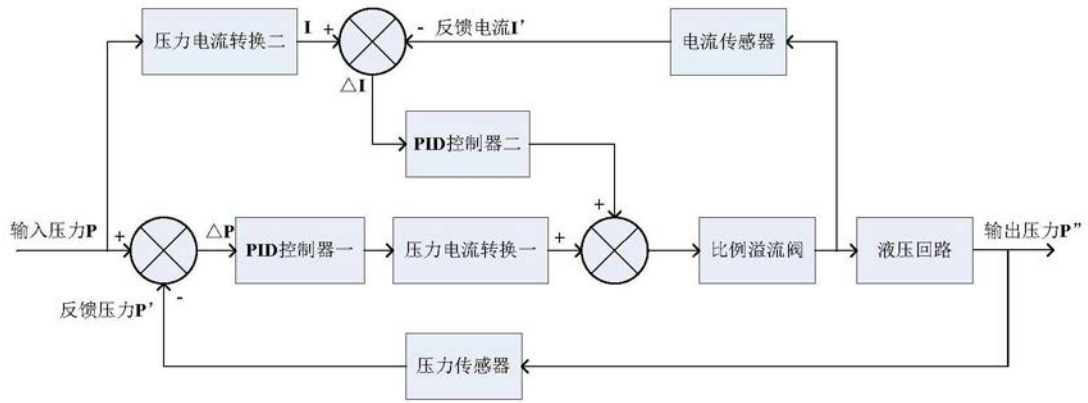 压力电流转换二
I
+
-
反馈电流I’
电流传感器
△I
PID控制器二
+
输入压力P
+
△P
PID控制器一
压力电流转换一
+
比例溢流阀
液压回路
输出压力P”
反馈压力P’
-
压力传感器